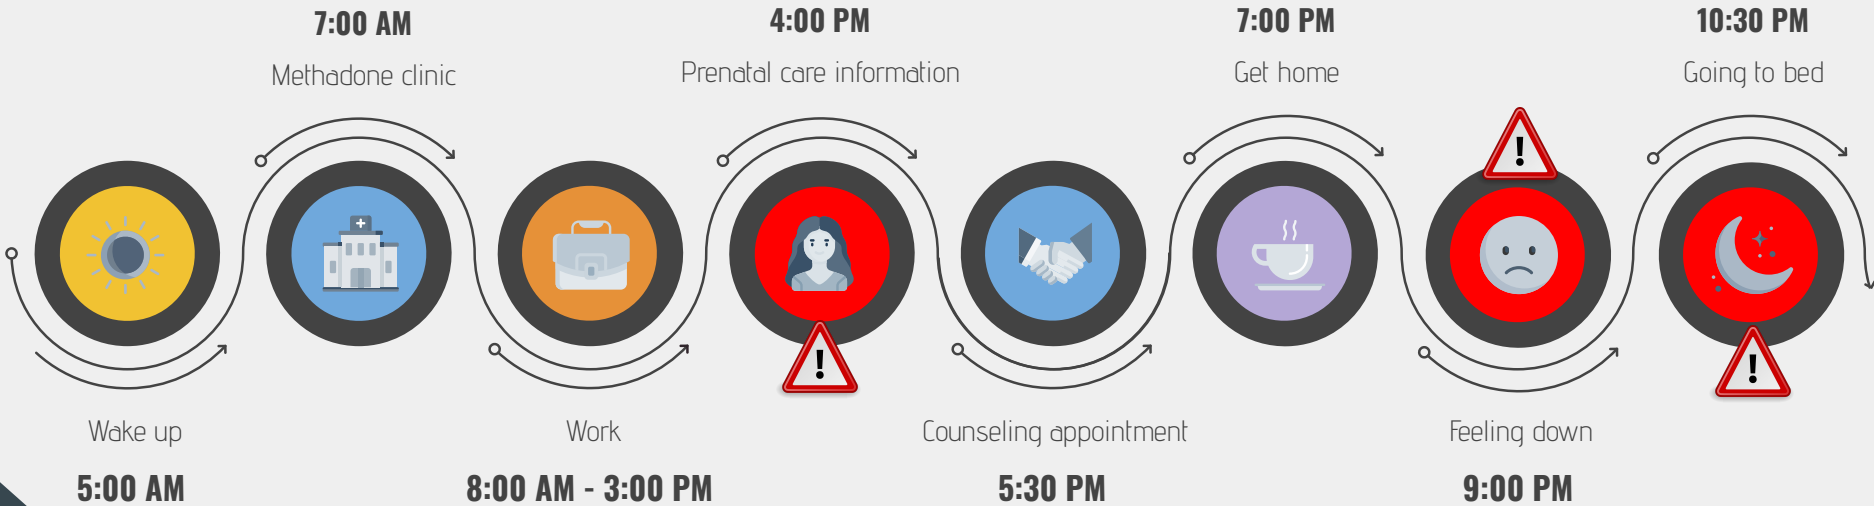 5:00 AM
Wake up
7:00 AM
Methadone clinic
8:00 AM - 3:00 PM
Work
4:00 PM
Prenatal care information
5:30 PM
Counseling appointment
7:00 PM
Get home
9:00 PM
Feeling down
10:30 PM
Going to bed